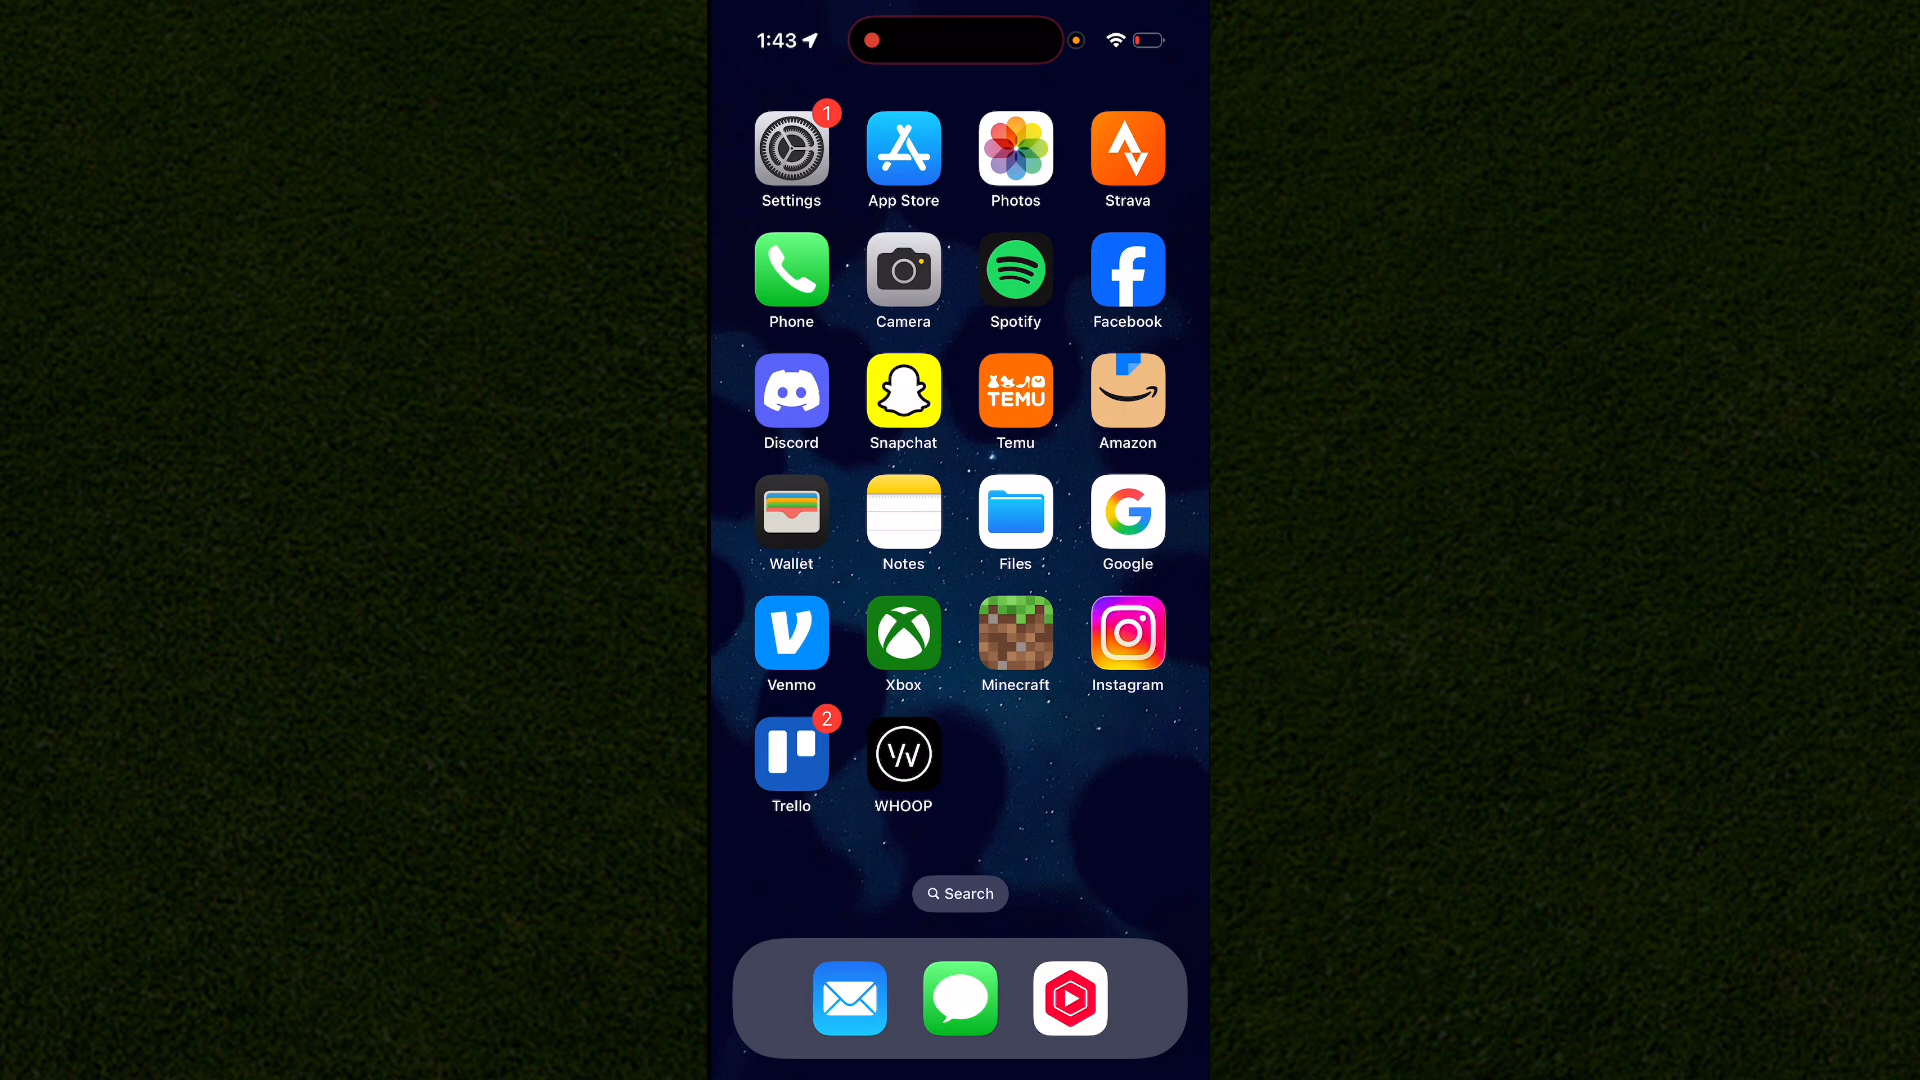 1:43
1
Settings App Store Photos Strava
Phone Camera Spotify Facebook
TEMU
Discord Snapchat Temu Amazon
Wallet Notes Files Google
Venmo Xbox Minecraft Instagram
2
Trello WHOOP
Search